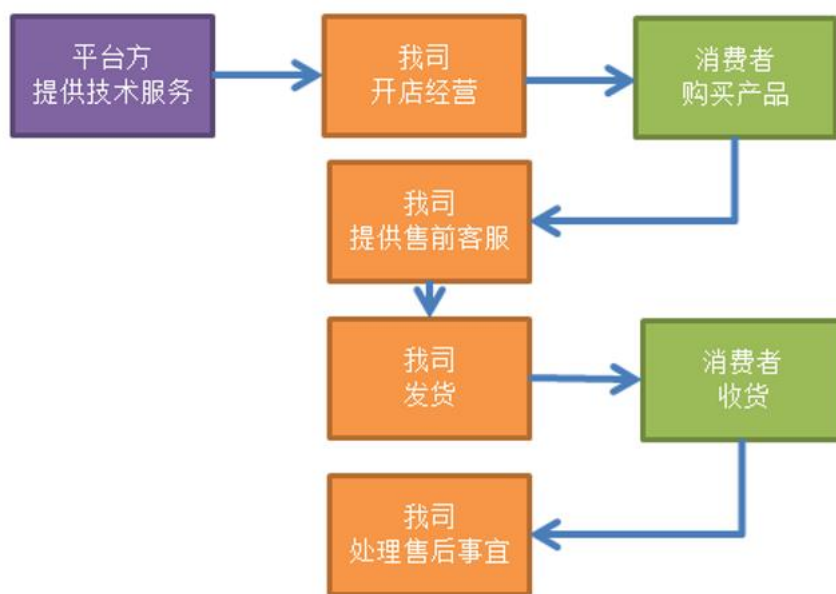 平台方
提供技术服务
我司
开店经营
消费者
购买产品
我司
提供售前客服
我司
发货
消费者
收货
我司
处理售后事宜